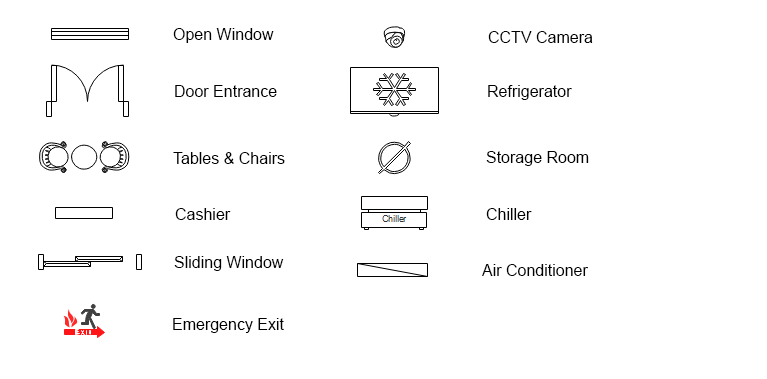 Open Window
Door Entrance
Tables & Chairs
Cashier
Sliding Window
EXIT
Emergency Exit
CCTV Camera
Refrigerator
Storage Room
Chiller
Chiller
Air Conditioner